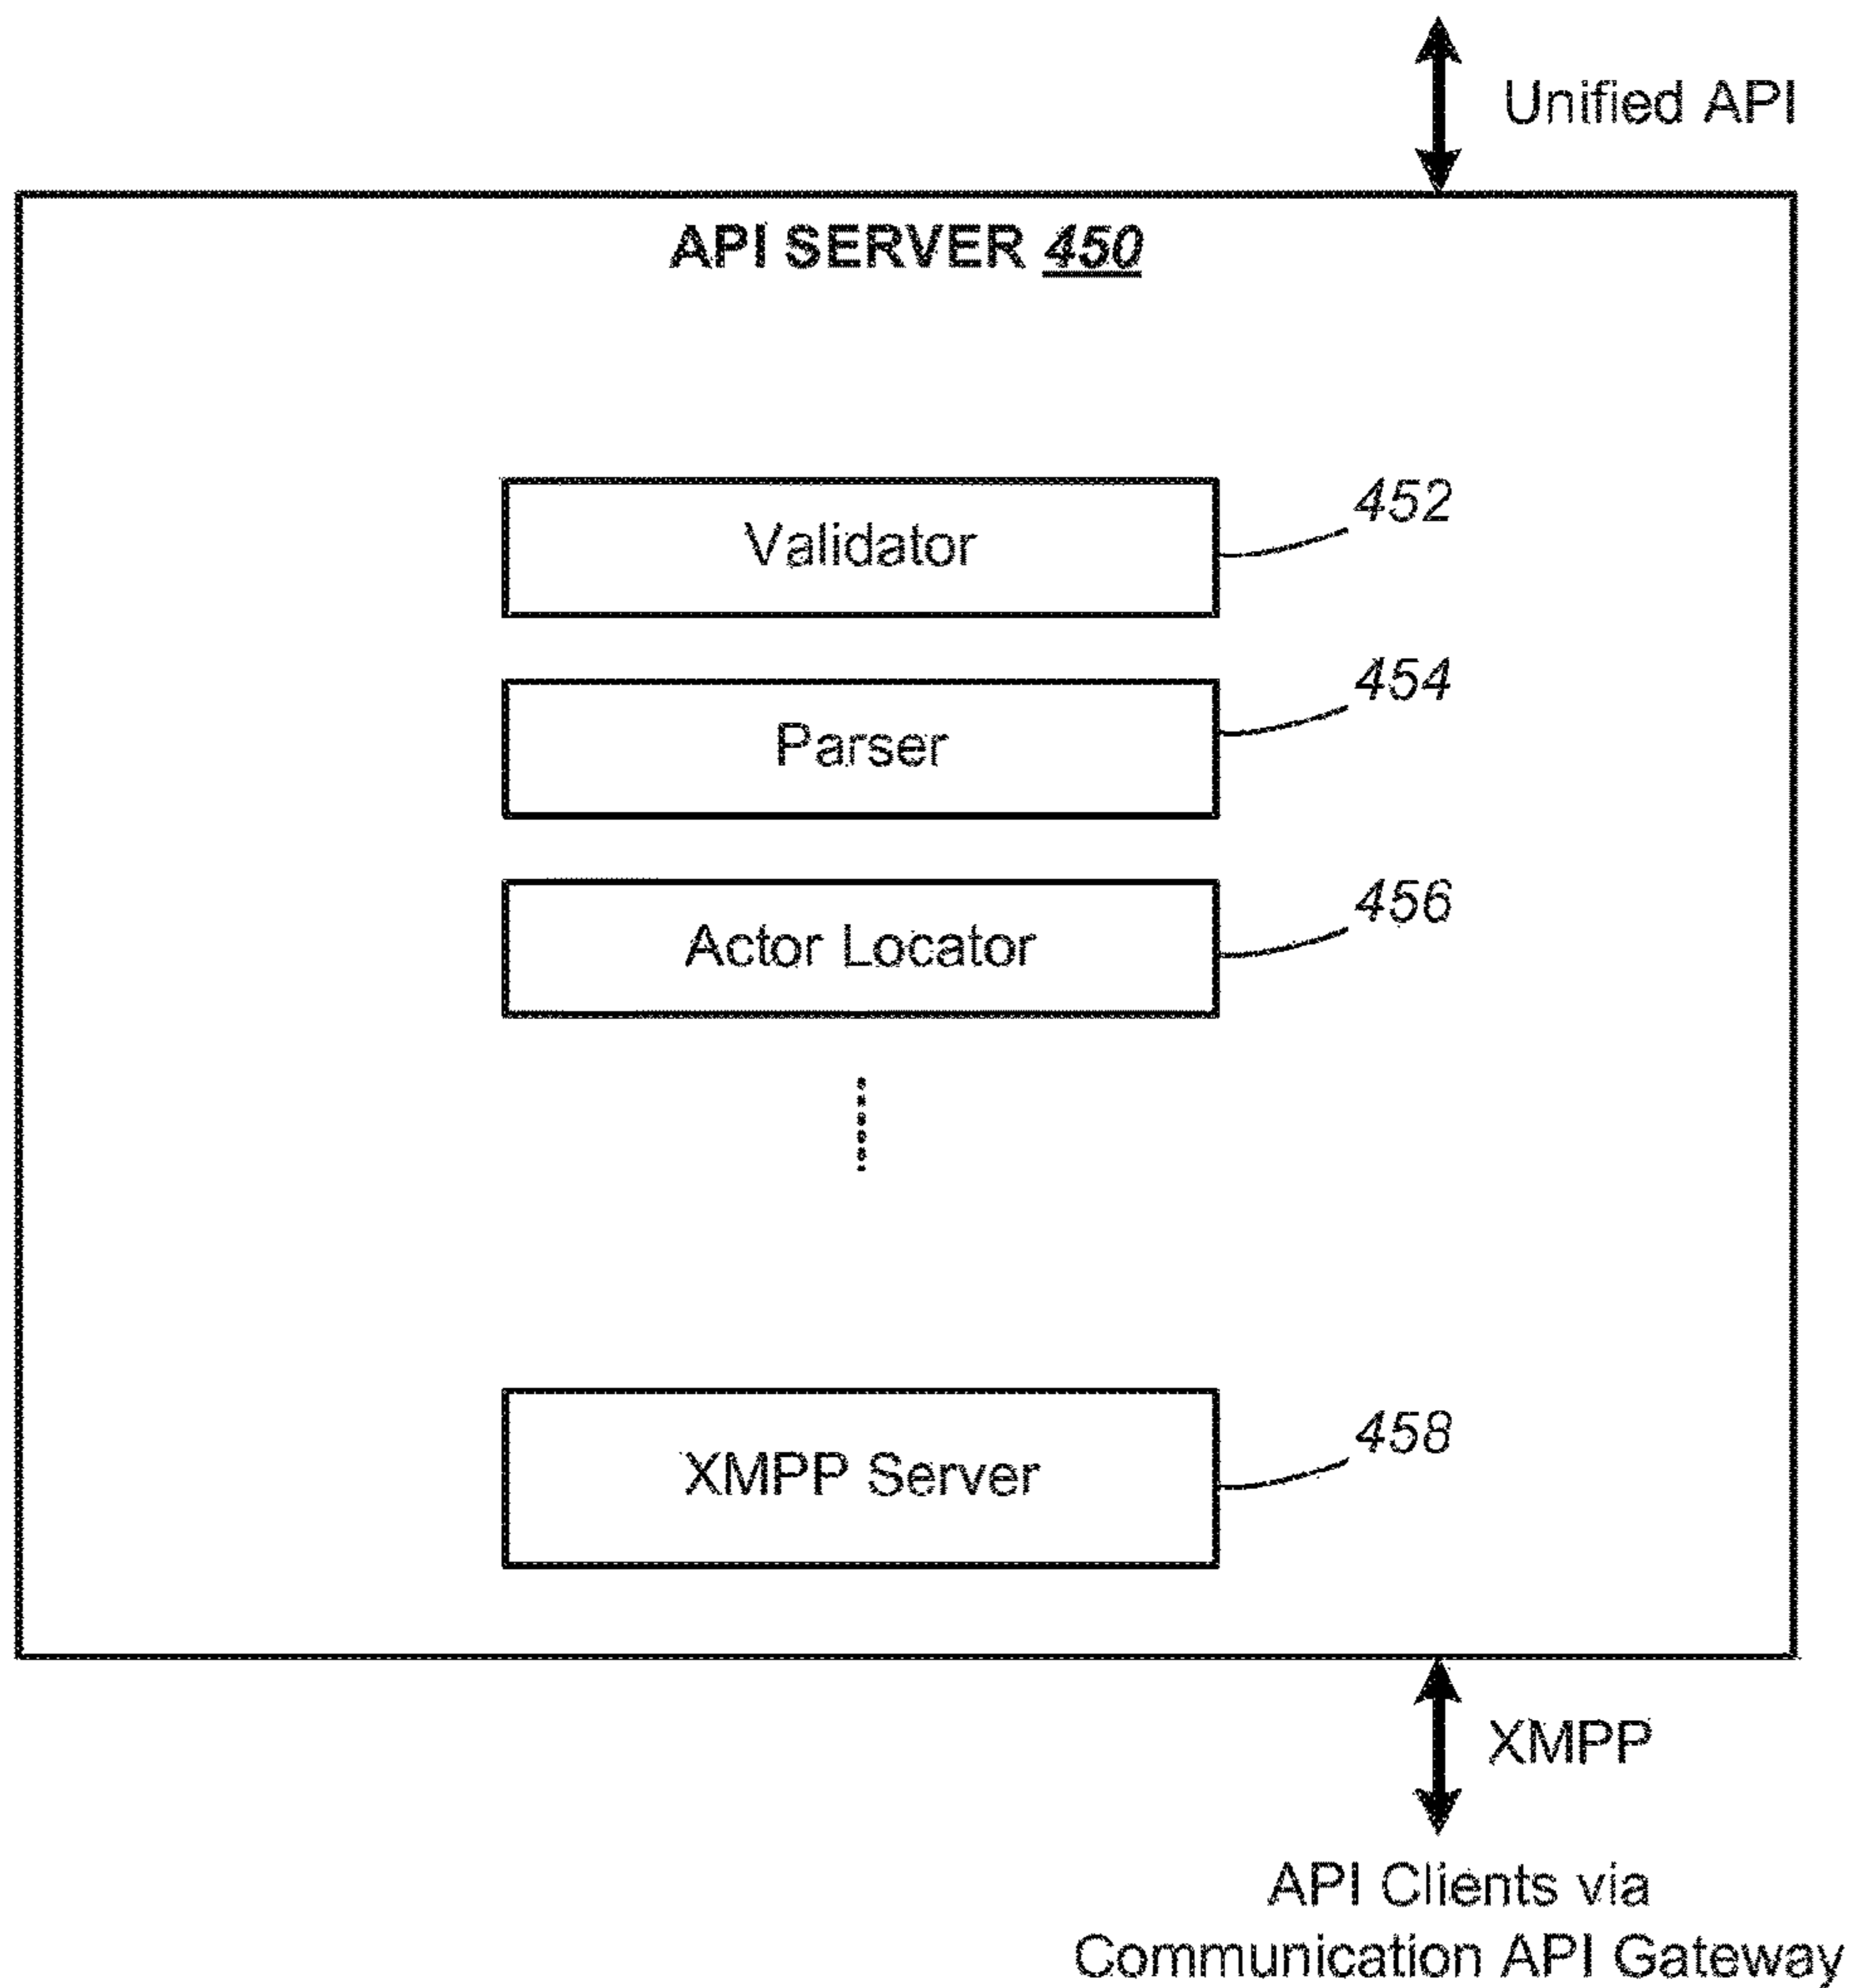 Unified API
API SERVER 450
Validator
452
Parser
454
Actor Locator
456
XMPP Server
458
XMPP
API Clients via
Communication API Gateway